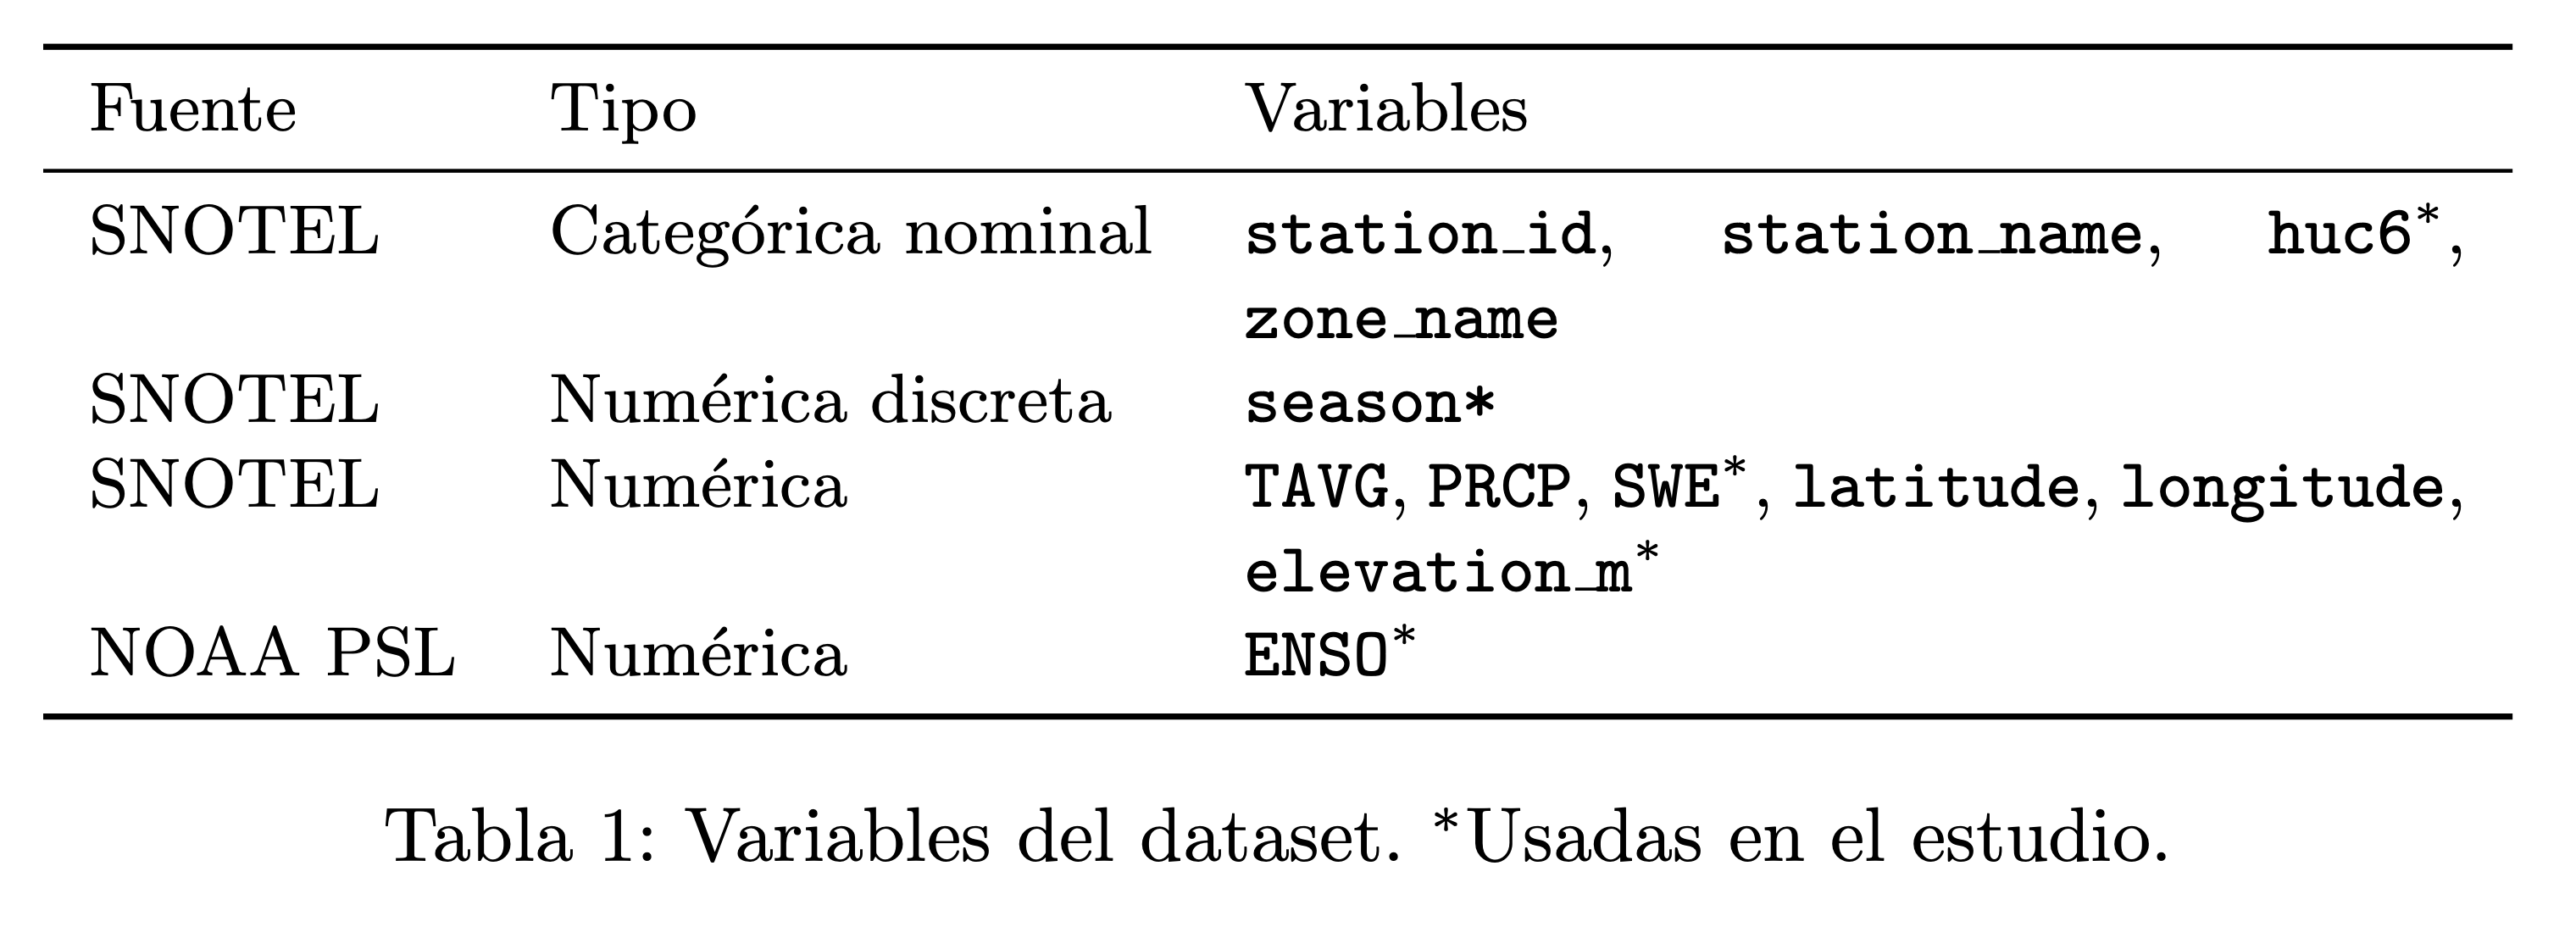 Fuente Tipo Variables
SNOTEL Categórica nominal station_id, station_name, huc6*,
zone_name
SNOTEL Numérica discreta season*
SNOTEL Numérica TAVG, PRCP, SWE*, latitude, longitude,
elevation_m*
NOAA PSL Numérica ENSO*
Tabla 1: Variables del dataset. *Usadas en el estudio.